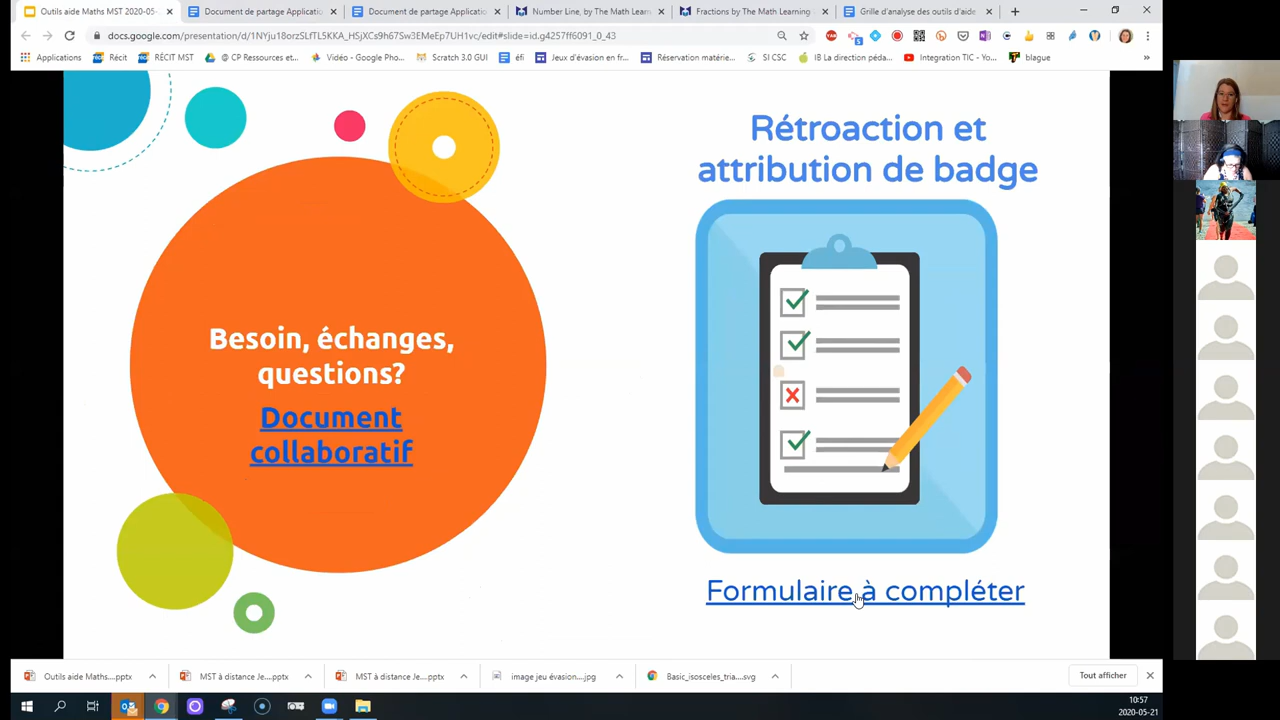 Outils aide Maths MST 2020-05-
Document de partage Application
Document de partage Application
Number Line, by The Math Learning
Fractions by The Math Learning
Grille d'analyse des outils d'aide
docs.google.com/presentation/d/1NYju18orzSLfTL5KKA_HSjXCs9h67Sw3EMeEp7UH1vc/edit#slide=id.g4257ff6091_0_43
Applications
Récit
RÉCIT MST
@ CP Ressources et...
Vidéo - Google Pho...
Scratch 3.0 GUI
éfi
Jeux d'évasion en fr...
Réservation matérie...
SI CSC
IB La direction péda...
Integration TIC - Yo...
blague
»
Rétroaction et
attribution de badge
Besoin, échanges,
questions?
Document
collaboratif
Formulaire à compléter
Outils aide Maths....pptx
MST à distance Je....pptx
MST à distance Je....pptx
image jeu évasion....jpg
Basic_isosceles_tria....svg
Tout afficher
10:57
2020-05-21